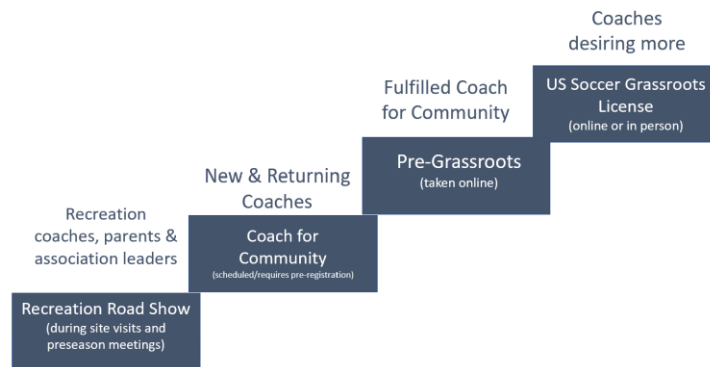 Coaches
desiring more
US Soccer Grassroots
License
(online or in person)
Fulfilled Coach
for Community
Pre-Grassroots
(taken online)
New & Returning
Coaches
Coach for
Community
(scheduled/requires pre-registration)
Recreation
coaches, parents &
association leaders
Recreation Road Show
(during site visits and
preseason meetings)